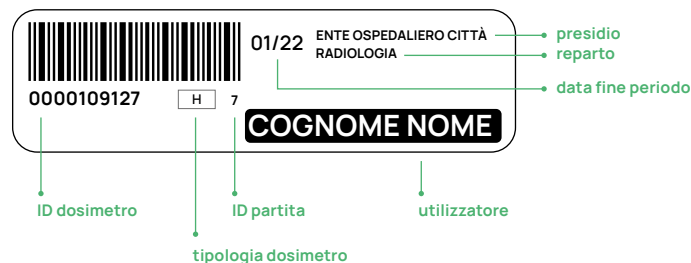 01/22 ENTE OSPEDALIERO CITTÀ presidio
RADIOLOGIA reparto
data fine periodo
0000109127 H 7
COGNOME NOME
ID dosimetro ID partita utilizzatore
tipologia dosimetro